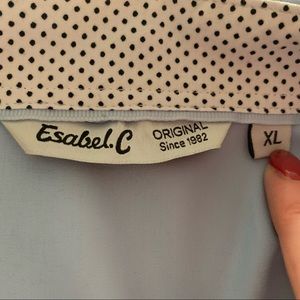 Esabel.C
ORIGINAL
Since 1982
XL